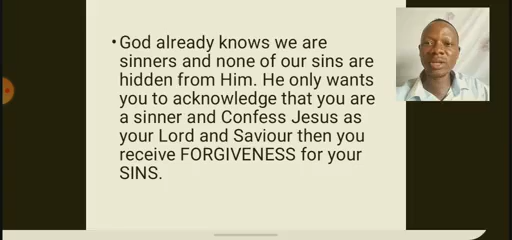 •God already knows we are
sinners and none of our sins are
hidden from Him. He only wants
you to acknowledge that you are
a sinner and Confess Jesus as
your Lord and Saviour then you
receive FORGIVENESS for your
SINS.